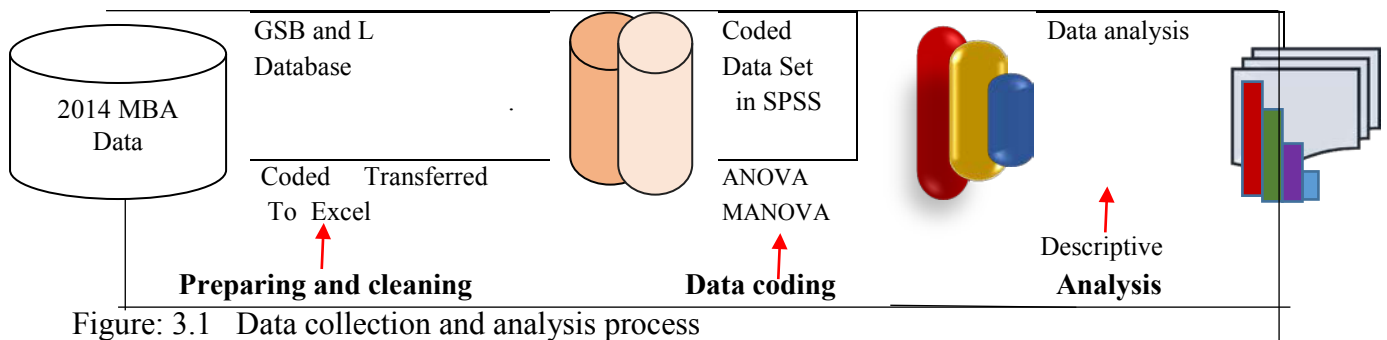 2014 MBA
Data
GSB and L
Database
.
Coded Transferred
To Excel
Preparing and cleaning
Coded
Data Set
in SPSS
ANOVA
MANOVA
Data coding
Data analysis
Descriptive
Analysis
Figure: 3.1 Data collection and analysis process